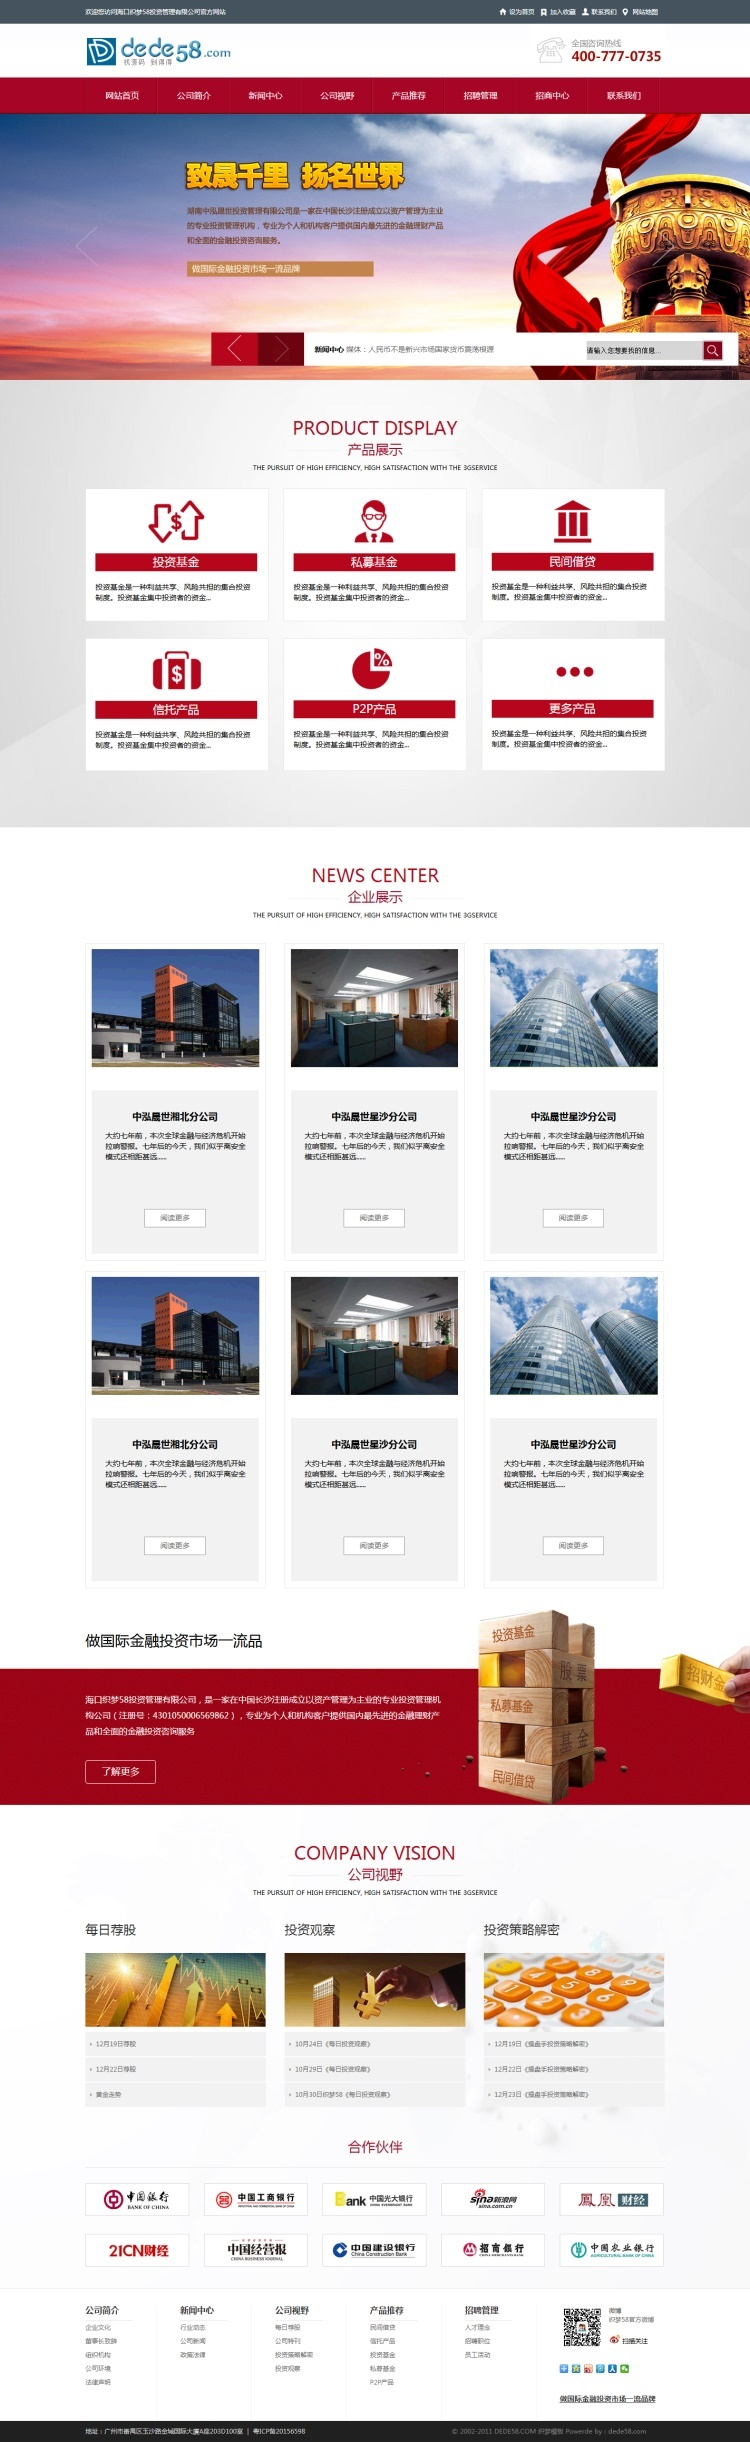 欢迎您访问海口织梦58投资管理有限公司官方网站
设为首页 加入收藏 联系我们 网站地图
dede58.com
找源码 到得得
全国咨询热线
400-777-0735
网站首页 公司简介 新闻中心 公司视野 产品推荐 招聘管理 招商中心 联系我们
致晟千里 扬名世界
湖南中泓晟世投资管理有限公司是一家在中国长沙注册成立以资产管理为主业
的专业投资管理机构，专业为个人和机构客户提供国内最先进的金融理财产品
和全面的金融投资咨询服务。
做国际金融投资市场一流品牌
新闻中心 媒体：人民币不是新兴市场国家货币震荡根源
请输入您想要找的信息...
PRODUCT DISPLAY
产品展示
THE PURSUIT OF HIGH EFFICIENCY, HIGH SATISFACTION WITH THE 3GSERVICE
投资基金
投资基金是一种利益共享、风险共担的集合投资
制度。投资基金集中投资者的资金...
私募基金
投资基金是一种利益共享、风险共担的集合投资
制度。投资基金集中投资者的资金...
民间借贷
投资基金是一种利益共享、风险共担的集合投资
制度。投资基金集中投资者的资金...
信托产品
投资基金是一种利益共享、风险共担的集合投资
制度。投资基金集中投资者的资金...
P2P产品
投资基金是一种利益共享、风险共担的集合投资
制度。投资基金集中投资者的资金...
更多产品
投资基金是一种利益共享、风险共担的集合投资
制度。投资基金集中投资者的资金...
NEWS CENTER
企业展示
THE PURSUIT OF HIGH EFFICIENCY, HIGH SATISFACTION WITH THE 3GSERVICE
中泓晟世湘北分公司
大约七年前，本次全球金融与经济危机开始
拉响警报。七年后的今天，我们似乎离安全
模式还相距甚远......
阅读更多
中泓晟世星沙分公司
大约七年前，本次全球金融与经济危机开始
拉响警报。七年后的今天，我们似乎离安全
模式还相距甚远......
阅读更多
中泓晟世星沙分公司
大约七年前，本次全球金融与经济危机开始
拉响警报。七年后的今天，我们似乎离安全
模式还相距甚远......
阅读更多
中泓晟世湘北分公司
大约七年前，本次全球金融与经济危机开始
拉响警报。七年后的今天，我们似乎离安全
模式还相距甚远......
阅读更多
中泓晟世星沙分公司
大约七年前，本次全球金融与经济危机开始
拉响警报。七年后的今天，我们似乎离安全
模式还相距甚远......
阅读更多
中泓晟世星沙分公司
大约七年前，本次全球金融与经济危机开始
拉响警报。七年后的今天，我们似乎离安全
模式还相距甚远......
阅读更多
做国际金融投资市场一流品
海口织梦58投资管理有限公司，是一家在中国长沙注册成立以资产管理为主业的专业投资管理机
构公司（注册号：4301050006569862），专业为个人和机构客户提供国内最先进的金融理财产
品和全面的金融投资咨询服务
了解更多
投资基金
股票
私募基金
基金
民间借贷
招财金
COMPANY VISION
公司视野
THE PURSUIT OF HIGH EFFICIENCY, HIGH SATISFACTION WITH THE 3GSERVICE
每日荐股
12月19日荐股
12月22日荐股
黄金走势
投资观察
10月24日《每日投资观察》
10月29日《每日投资观察》
10月30日织梦58《每日投资观察》
投资策略解密
12月19日《操盘手投资策略解密》
12月22日《操盘手投资策略解密》
12月23日《操盘手投资策略解密》
合作伙伴
中国银行
BANK OF CHINA
中国工商银行
INDUSTRIAL AND COMMERCIAL BANK OF CHINA
Bank 中国光大银行
CHINA EVERBRIGHT BANK
sina 新浪网
sina.com.cn
鳳凰 财经
21CN财经
中国经营报
CHINA BUSINESS JOURNAL
中国建设银行
China Construction Bank
招商银行
CHINA MERCHANTS BANK
中国农业银行
AGRICULTURAL BANK OF CHINA
公司简介
企业文化
董事长致辞
组织机构
公司环境
法律声明
新闻中心
行业动态
公司新闻
政策法律
公司视野
每日荐股
公司特刊
投资策略解密
投资观察
产品推荐
民间借贷
信托产品
投资基金
私募基金
P2P产品
招聘管理
人才理念
招聘职位
员工活动
微博
织梦58官方微博
扫描关注
做国际金融投资市场一流品牌
地址：广州市番禺区玉沙路金城国际大厦A座203D100室 | 粤ICP备20156598
© 2002-2011 DEDE58.COM 织梦模板 Powerde by：dede58.com